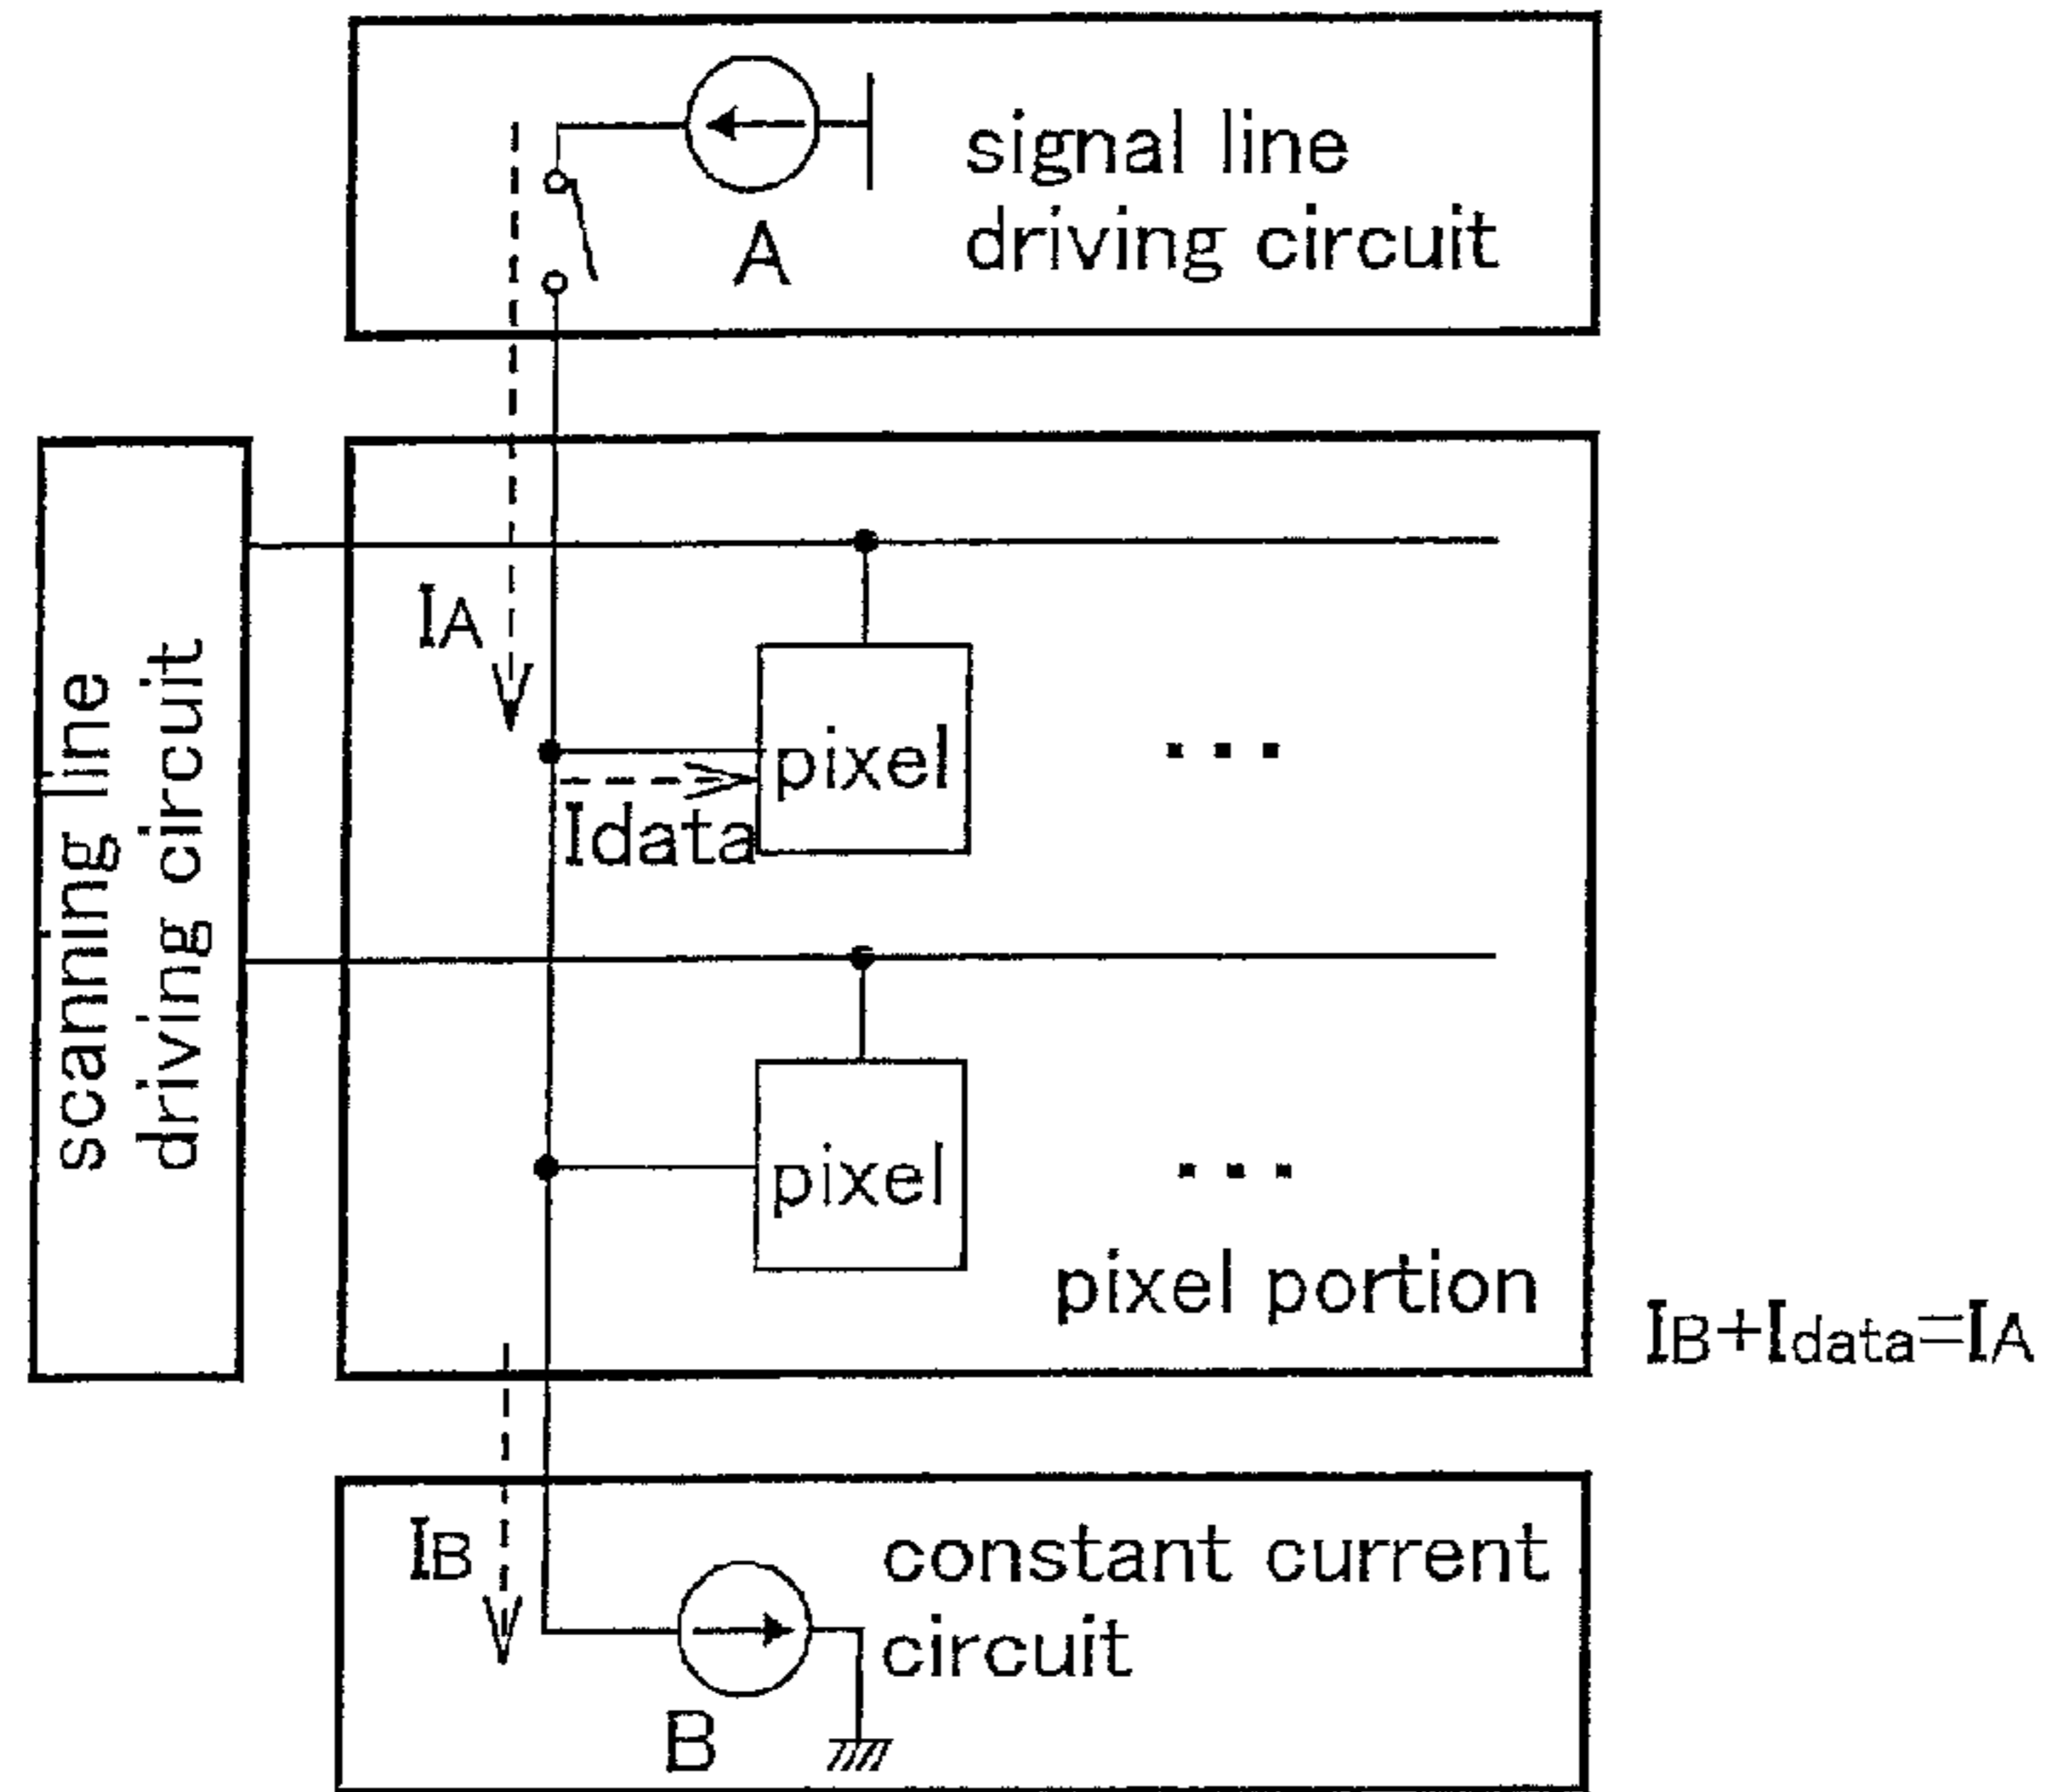 signal line
driving circuit
A
scanning line
driving circuit
IA
pixel
...
Idata
pixel
...
pixel portion
IB+Idata=IA
IB
constant current
circuit
B